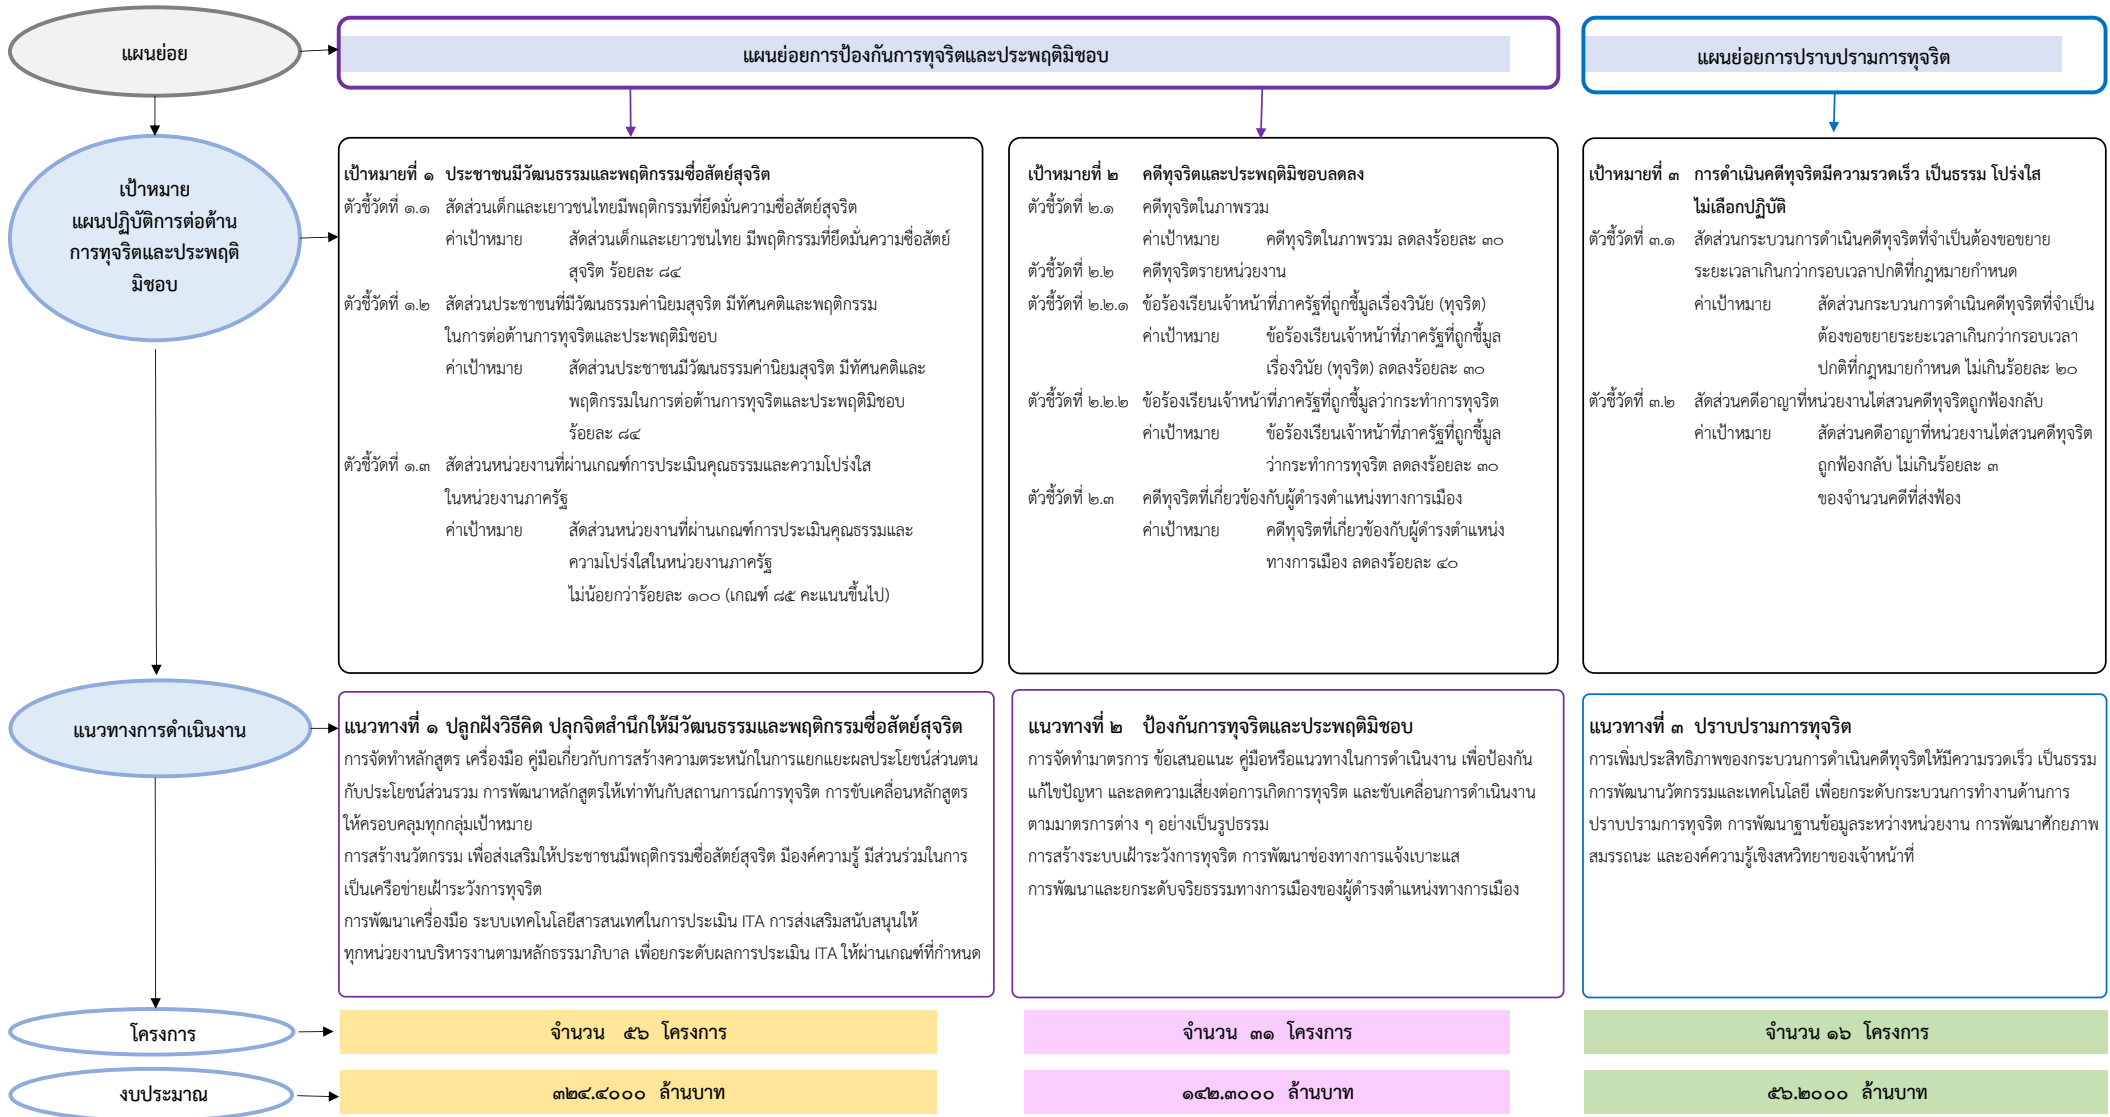 แผนย่อย
แผนย่อยการป้องกันการทุจริตและประพฤติมิชอบ
แผนย่อยการปราบปรามการทุจริต
เป้าหมาย
แผนปฏิบัติการต่อต้าน
การทุจริตและประพฤติ
มิชอบ
เป้าหมายที่ ๑ ประชาชนมีวัฒนธรรมและพฤติกรรมซื่อสัตย์สุจริต
ตัวชี้วัดที่ ๑.๑ สัดส่วนเด็กและเยาวชนไทยมีพฤติกรรมที่ยึดมั่นความซื่อสัตย์สุจริต
ค่าเป้าหมาย สัดส่วนเด็กและเยาวชนไทย มีพฤติกรรมที่ยึดมั่นความซื่อสัตย์
สุจริต ร้อยละ ๘๔
ตัวชี้วัดที่ ๑.๒ สัดส่วนประชาชนที่มีวัฒนธรรมค่านิยมสุจริต มีทัศนคติและพฤติกรรม
ในการต่อต้านการทุจริตและประพฤติมิชอบ
ค่าเป้าหมาย สัดส่วนประชาชนมีวัฒนธรรมค่านิยมสุจริต มีทัศนคติและ
พฤติกรรมในการต่อต้านการทุจริตและประพฤติมิชอบ
ร้อยละ ๘๔
ตัวชี้วัดที่ ๑.๓ สัดส่วนหน่วยงานที่ผ่านเกณฑ์การประเมินคุณธรรมและความโปร่งใส
ในหน่วยงานภาครัฐ
ค่าเป้าหมาย สัดส่วนหน่วยงานที่ผ่านเกณฑ์การประเมินคุณธรรมและ
ความโปร่งใสในหน่วยงานภาครัฐ
ไม่น้อยกว่าร้อยละ ๑๐๐ (เกณฑ์ ๘๕ คะแนนขึ้นไป)
เป้าหมายที่ ๒ คดีทุจริตและประพฤติมิชอบลดลง
ตัวชี้วัดที่ ๒.๑ คดีทุจริตในภาพรวม
ค่าเป้าหมาย คดีทุจริตในภาพรวม ลดลงร้อยละ ๓๐
ตัวชี้วัดที่ ๒.๒ คดีทุจริตรายหน่วยงาน
ตัวชี้วัดที่ ๒.๒.๑ ข้อร้องเรียนเจ้าหน้าที่ภาครัฐที่ถูกชี้มูลเรื่องวินัย (ทุจริต)
ค่าเป้าหมาย ข้อร้องเรียนเจ้าหน้าที่ภาครัฐที่ถูกชี้มูล
เรื่องวินัย (ทุจริต) ลดลงร้อยละ ๓๐
ตัวชี้วัดที่ ๒.๒.๒ ข้อร้องเรียนเจ้าหน้าที่ภาครัฐที่ถูกชี้มูลว่ากระทำการทุจริต
ค่าเป้าหมาย ข้อร้องเรียนเจ้าหน้าที่ภาครัฐที่ถูกชี้มูล
ว่ากระทำการทุจริต ลดลงร้อยละ ๓๐
ตัวชี้วัดที่ ๒.๓ คดีทุจริตที่เกี่ยวข้องกับผู้ดำรงตำแหน่งทางการเมือง
ค่าเป้าหมาย คดีทุจริตที่เกี่ยวข้องกับผู้ดำรงตำแหน่ง
ทางการเมือง ลดลงร้อยละ ๔๐
เป้าหมายที่ ๓ การดำเนินคดีทุจริตมีความรวดเร็ว เป็นธรรม โปร่งใส
ไม่เลือกปฏิบัติ
ตัวชี้วัดที่ ๓.๑ สัดส่วนกระบวนการดำเนินคดีทุจริตที่จำเป็นต้องขอขยาย
ระยะเวลาเกินกว่ากรอบเวลาปกติที่กฎหมายกำหนด
ค่าเป้าหมาย สัดส่วนกระบวนการดำเนินคดีทุจริตที่จำเป็น
ต้องขอขยายระยะเวลาเกินกว่ากรอบเวลา
ปกติที่กฎหมายกำหนด ไม่เกินร้อยละ ๒๐
ตัวชี้วัดที่ ๓.๒ สัดส่วนคดีอาญาที่หน่วยงานไต่สวนคดีทุจริตถูกฟ้องกลับ
ค่าเป้าหมาย สัดส่วนคดีอาญาที่หน่วยงานไต่สวนคดีทุจริต
ถูกฟ้องกลับ ไม่เกินร้อยละ ๓
ของจำนวนคดีที่ส่งฟ้อง
แนวทางการดำเนินงาน
แนวทางที่ ๑ ปลูกฝังวิธีคิด ปลุกจิตสำนึกให้มีวัฒนธรรมและพฤติกรรมซื่อสัตย์สุจริต
การจัดทำหลักสูตร เครื่องมือ คู่มือเกี่ยวกับการสร้างความตระหนักในการแยกแยะผลประโยชน์ส่วนตน
กับประโยชน์ส่วนรวม การพัฒนาหลักสูตรให้เท่าทันกับสถานการณ์การทุจริต การขับเคลื่อนหลักสูตร
ให้ครอบคลุมทุกกลุ่มเป้าหมาย
การสร้างนวัตกรรม เพื่อส่งเสริมให้ประชาชนมีพฤติกรรมซื่อสัตย์สุจริต มีองค์ความรู้ มีส่วนร่วมในการ
เป็นเครือข่ายเฝ้าระวังการทุจริต
การพัฒนาเครื่องมือ ระบบเทคโนโลยีสารสนเทศในการประเมิน ITA การส่งเสริมสนับสนุนให้
ทุกหน่วยงานบริหารงานตามหลักธรรมาภิบาล เพื่อยกระดับผลการประเมิน ITA ให้ผ่านเกณฑ์ที่กำหนด
แนวทางที่ ๒ ป้องกันการทุจริตและประพฤติมิชอบ
การจัดทำมาตรการ ข้อเสนอแนะ คู่มือหรือแนวทางในการดำเนินงาน เพื่อป้องกัน
แก้ไขปัญหา และลดความเสี่ยงต่อการเกิดการทุจริต และขับเคลื่อนการดำเนินงาน
ตามมาตรการต่าง ๆ อย่างเป็นรูปธรรม
การสร้างระบบเฝ้าระวังการทุจริต การพัฒนาช่องทางการแจ้งเบาะแส
การพัฒนาและยกระดับจริยธรรมทางการเมืองของผู้ดำรงตำแหน่งทางการเมือง
แนวทางที่ ๓ ปราบปรามการทุจริต
การเพิ่มประสิทธิภาพของกระบวนการดำเนินคดีทุจริตให้มีความรวดเร็ว เป็นธรรม
การพัฒนานวัตกรรมและเทคโนโลยี เพื่อยกระดับกระบวนการทำงานด้านการ
ปราบปรามการทุจริต การพัฒนาฐานข้อมูลระหว่างหน่วยงาน การพัฒนาศักยภาพ
สมรรถนะ และองค์ความรู้เชิงสหวิทยาของเจ้าหน้าที่
โครงการ
จำนวน ๕๖ โครงการ
จำนวน ๓๑ โครงการ
จำนวน ๑๖ โครงการ
งบประมาณ
๓๒๔.๔๐๐๐ ล้านบาท
๑๔๒.๓๐๐๐ ล้านบาท
๕๖.๒๐๐๐ ล้านบาท